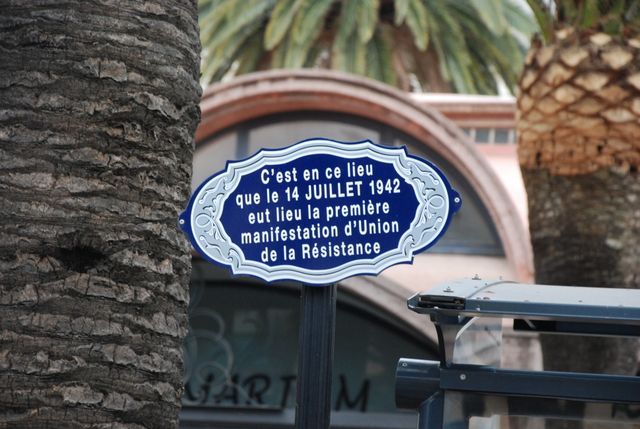 C'est en ce lieu
que le 14 JUILLET 1942
eut lieu la première
manifestation d'Union
de la Résistance